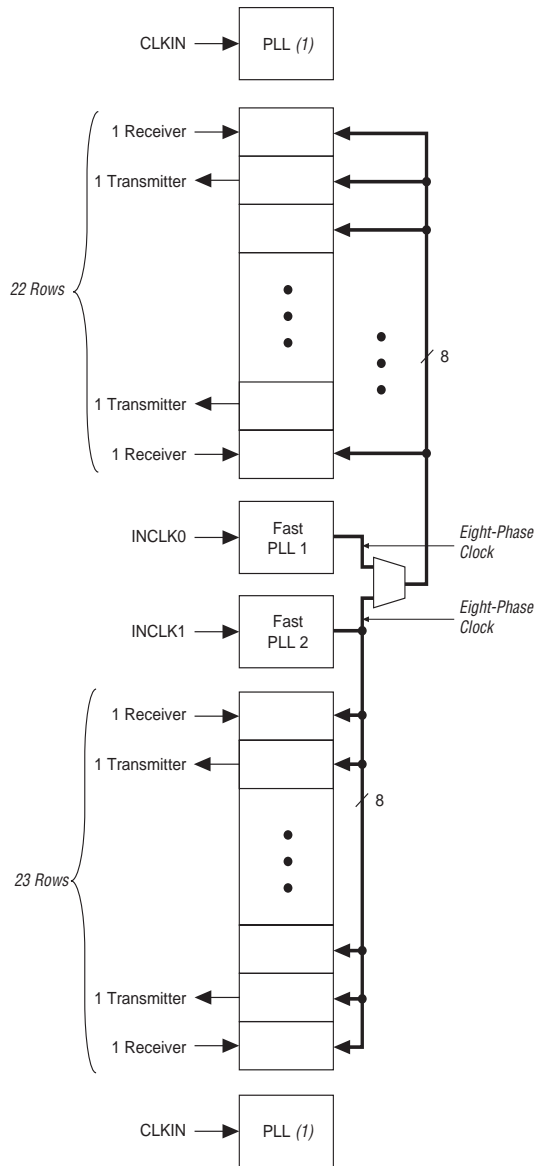 CLKIN
PLL (1)
1 Receiver
1 Transmitter
22 Rows
8
1 Transmitter
1 Receiver
INCLK0
Fast
PLL 1
Eight-Phase
Clock
INCLK1
Fast
PLL 2
Eight-Phase
Clock
1 Receiver
1 Transmitter
8
23 Rows
1 Transmitter
1 Receiver
CLKIN
PLL (1)